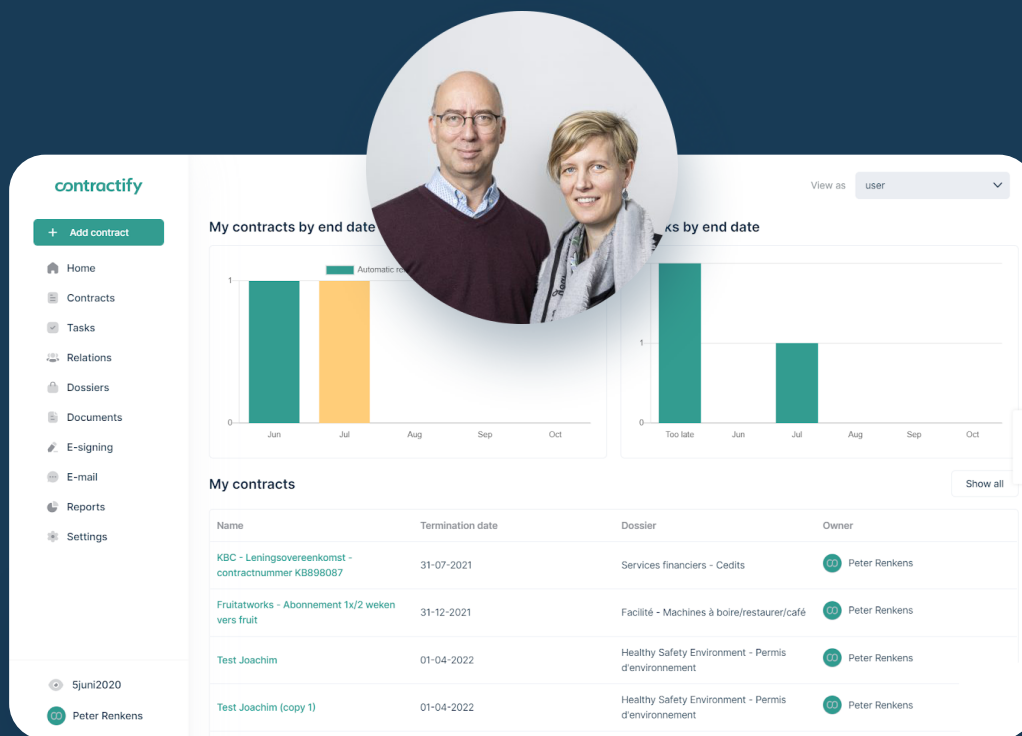 contractify
View as
user
+ Add contract
Home
Contracts
Tasks
Relations
Dossiers
Documents
E-signing
E-mail
Reports
Settings
5juni2020
Peter Renkens
My contracts by end date
Automatic
1
0
Jun
Jul
Aug
Sep
Oct
by end date
1
0
Too late
Jun
Jul
Aug
Sep
Oct
My contracts
Show all
Name
Termination date
Dossier
Owner
KBC - Leningsovereenkomst -
contractnummer KB898087
31-07-2021
Services financiers - Cedits
Peter Renkens
Fruitatworks - Abonnement 1x/2 weken
vers fruit
31-12-2021
Facilité - Machines à boire/restaurer/café
Peter Renkens
Test Joachim
01-04-2022
Healthy Safety Environment - Permis
d'environnement
Peter Renkens
Test Joachim (copy 1)
01-04-2022
Healthy Safety Environment - Permis
d'environnement
Peter Renkens